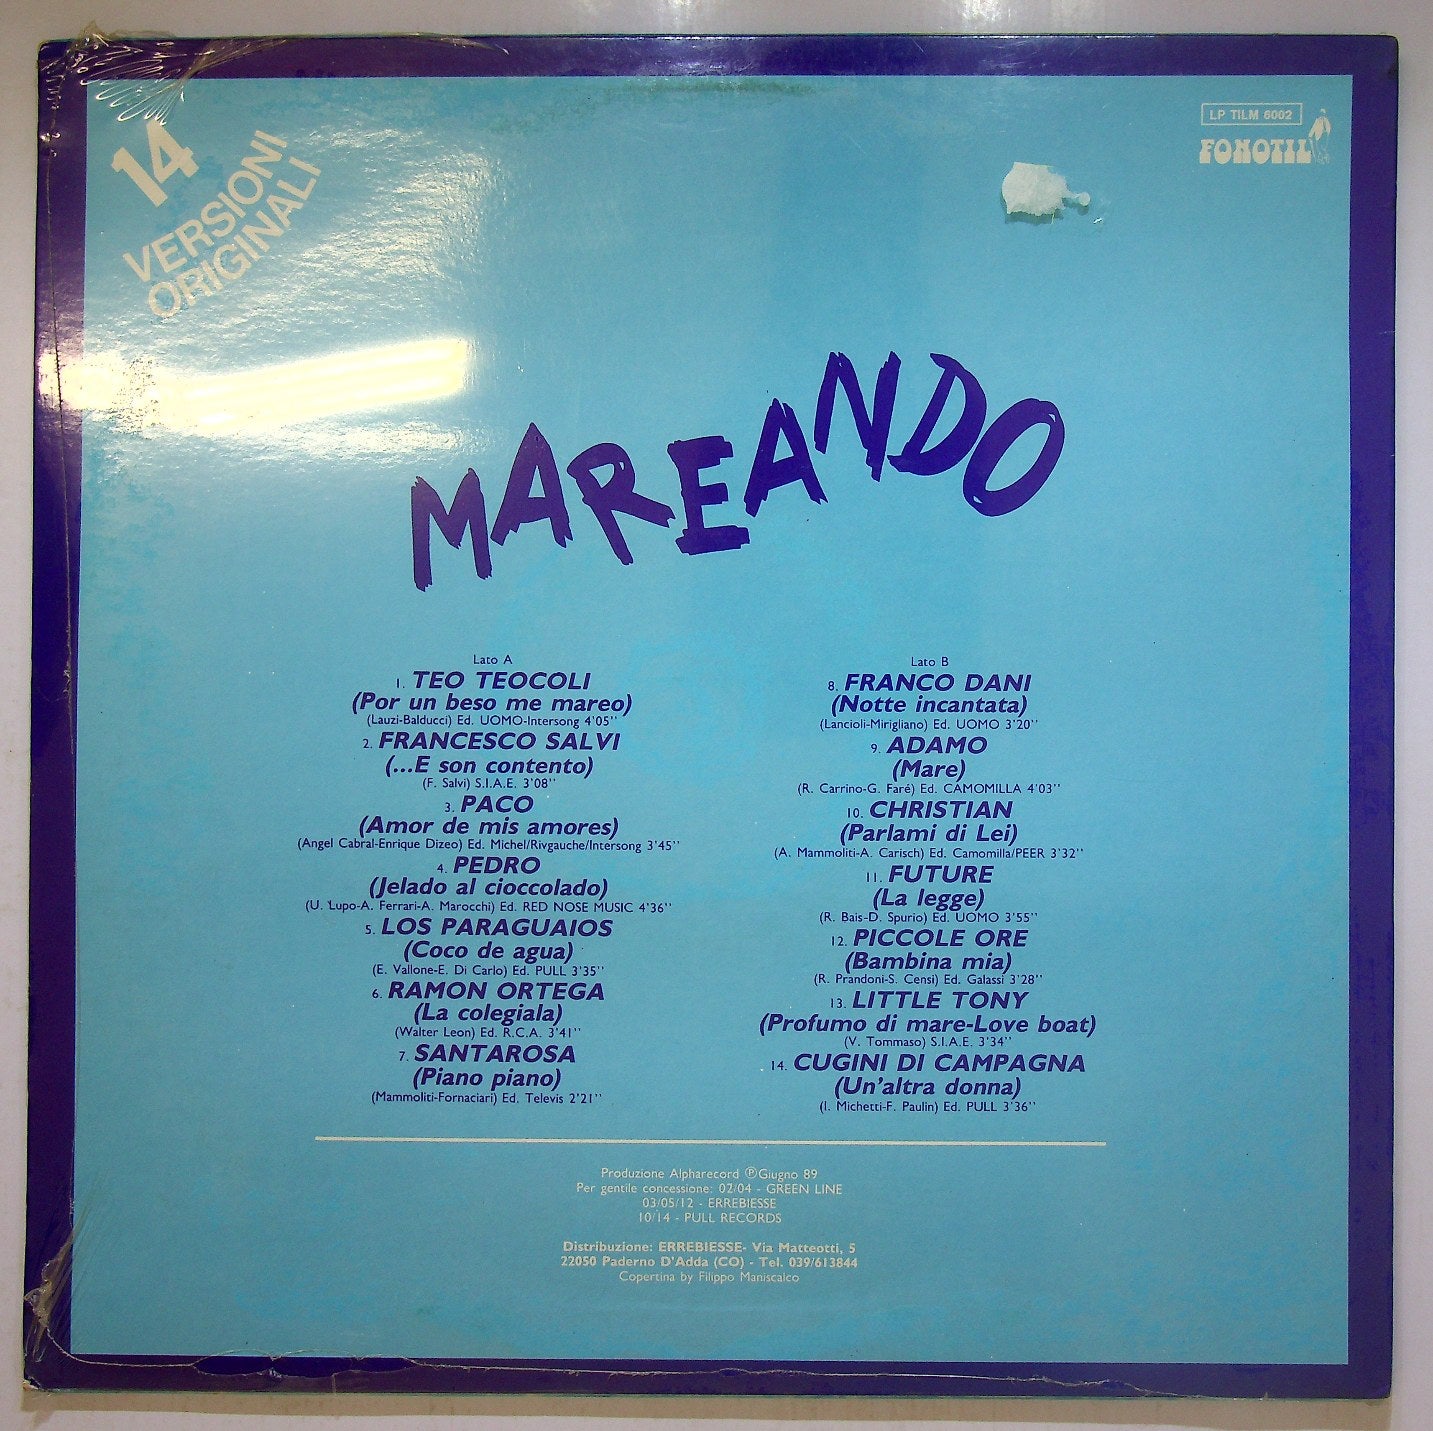 14
VERSIONI
ORIGINALI
LP TILM 6002
FONOTIL
MAREANDO
Lato A
1. TEO TEOCOLI
(Por un beso me mareo)
(Lauzi-Balducci) Ed. UOMO-Intersong 4'05''
2. FRANCESCO SALVI
(...E son contento)
(F. Salvi) S.I.A.E. 3'08''
3. PACO
(Amor de mis amores)
(Angel Cabral-Enrique Dizeo) Ed. Michel/Rivgauche/Intersong 3'45''
4. PEDRO
(Jelado al cioccolado)
(U. Lupo-A. Ferrari-A. Marocchi) Ed. RED NOSE MUSIC 4'36''
5. LOS PARAGUAIOS
(Coco de agua)
(E. Vallone-E. Di Carlo) Ed. PULL 3'35''
6. RAMON ORTEGA
(La colegiala)
(Walter Leon) Ed. R.C.A. 3'41''
7. SANTAROSA
(Piano piano)
(Mammoliti-Fornaciari) Ed. Televis 2'21''
Lato B
8. FRANCO DANI
(Notte incantata)
(Lancioli-Mirigliano) Ed. UOMO 3'20''
9. ADAMO
(Mare)
(R. Carrino-G. Faré) Ed. CAMOMILLA 4'03''
10. CHRISTIAN
(Parlami di Lei)
(A. Mammoliti-A. Carisch) Ed. Camomilla/PEER 3'32''
11. FUTURE
(La legge)
(R. Bais-D. Spurio) Ed. UOMO 3'55''
12. PICCOLE ORE
(Bambina mia)
(R. Prandoni-S. Censi) Ed. Galassi 3'28''
13. LITTLE TONY
(Profumo di mare-Love boat)
(V. Tommaso) S.I.A.E. 3'34''
14. CUGINI DI CAMPAGNA
(Un'altra donna)
(I. Michetti-F. Paulin) Ed. PULL 3'36''
Produzione Alpharecord ℗ Giugno 89
Per gentile concessione: 02/04 - GREEN LINE
03/05/12 - ERREBIESSE
10/14 - PULL RECORDS
Distribuzione: ERREBIESSE- Via Matteotti, 5
22050 Paderno D'Adda (CO) - Tel. 039/613844
Copertina by Filippo Maniscalco